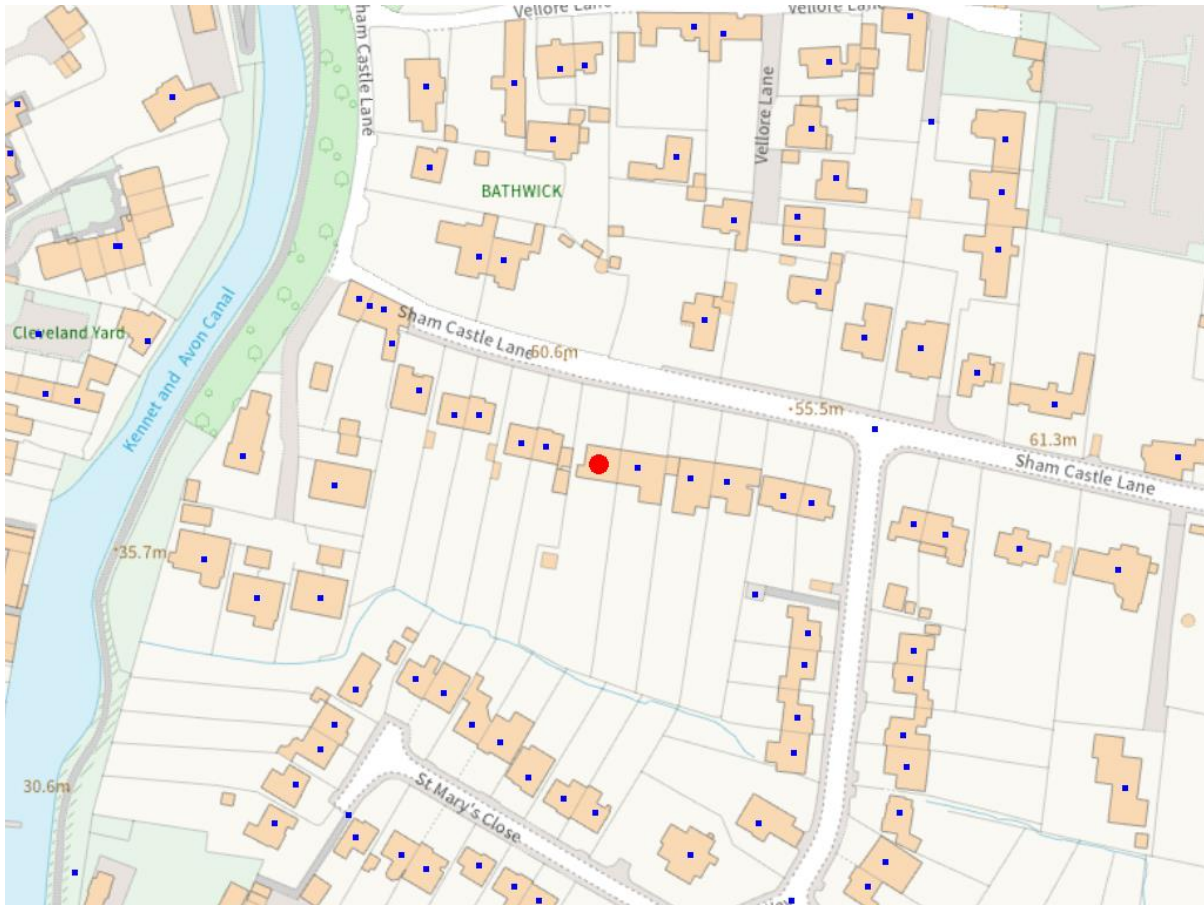 Vellore Lane
Vellore Lane
Sham Castle Lane
Vellore Lane
BATHWICK
Cleveland Yard
Kennet and Avon Canal
Sham Castle Lane
60.6m
55.5m
61.3m
Sham Castle Lane
35.7m
30.6m
St Mary's Close